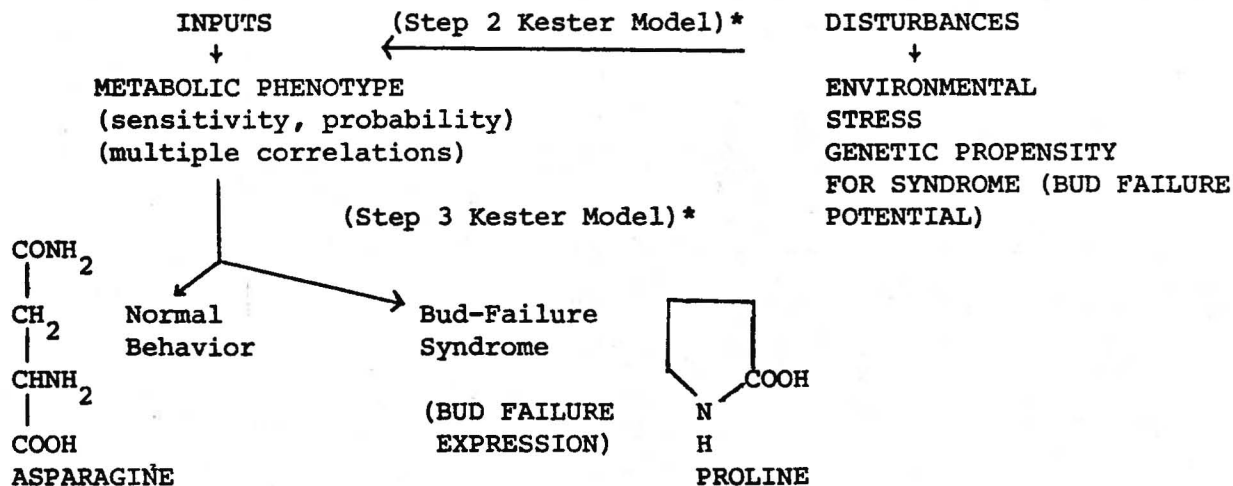 INPUTS (Step 2 Kester Model)* DISTURBANCES
METABOLIC PHENOTYPE ENVIRONMENTAL
(sensitivity, probability) STRESS
(multiple correlations) GENETIC PROPENSITY
FOR SYNDROME (BUD FAILURE
(Step 3 Kester Model)* POTENTIAL)
CONH2
CH2 Normal Bud-Failure
Behavior Syndrome
CHNH2 COOH
(BUD FAILURE N
COOH EXPRESSION) H
ASPARAGINE PROLINE